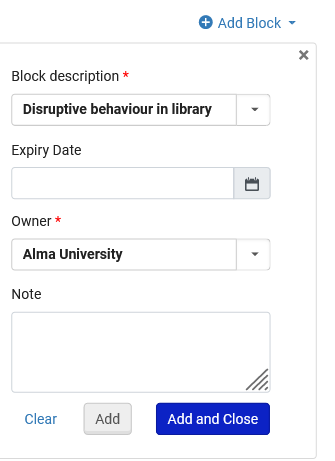 Add Block
Block description *
Disruptive behaviour in library
Expiry Date
Owner *
Alma University
Note
Clear Add Add and Close